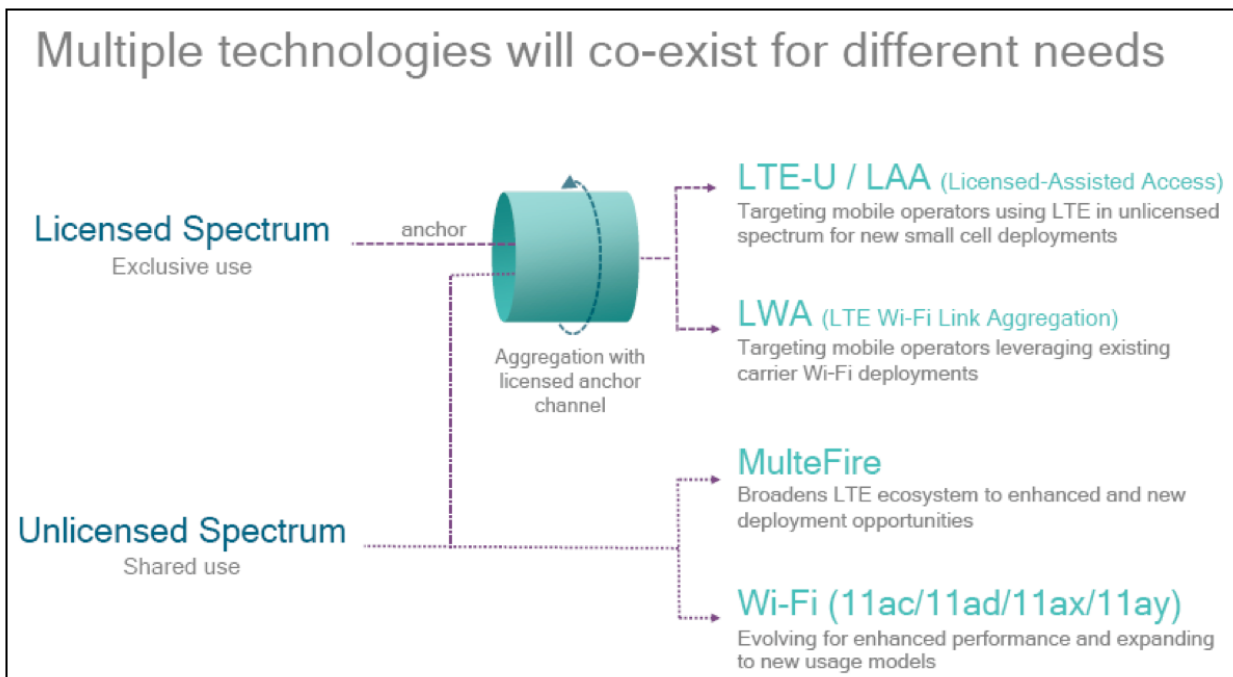 Multiple technologies will co-exist for different needs
Licensed Spectrum
Exclusive use
anchor
Aggregation with
licensed anchor
channel
LTE-U / LAA (Licensed-Assisted Access)
Targeting mobile operators using LTE in unlicensed
spectrum for new small cell deployments
LWA (LTE Wi-Fi Link Aggregation)
Targeting mobile operators leveraging existing
carrier Wi-Fi deployments
Unlicensed Spectrum
Shared use
MulteFire
Broadens LTE ecosystem to enhanced and new
deployment opportunities
Wi-Fi (11ac/11ad/11ax/11ay)
Evolving for enhanced performance and expanding
to new usage models